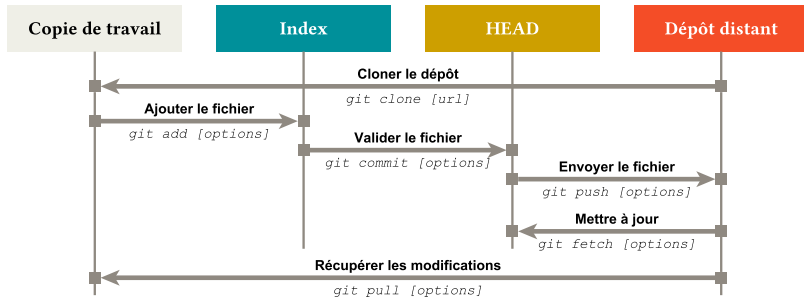 Copie de travail
Index
HEAD
Dépôt distant
Cloner le dépôt
git clone [url]
Ajouter le fichier
git add [options]
Valider le fichier
git commit [options]
Envoyer le fichier
git push [options]
Mettre à jour
git fetch [options]
Récupérer les modifications
git pull [options]